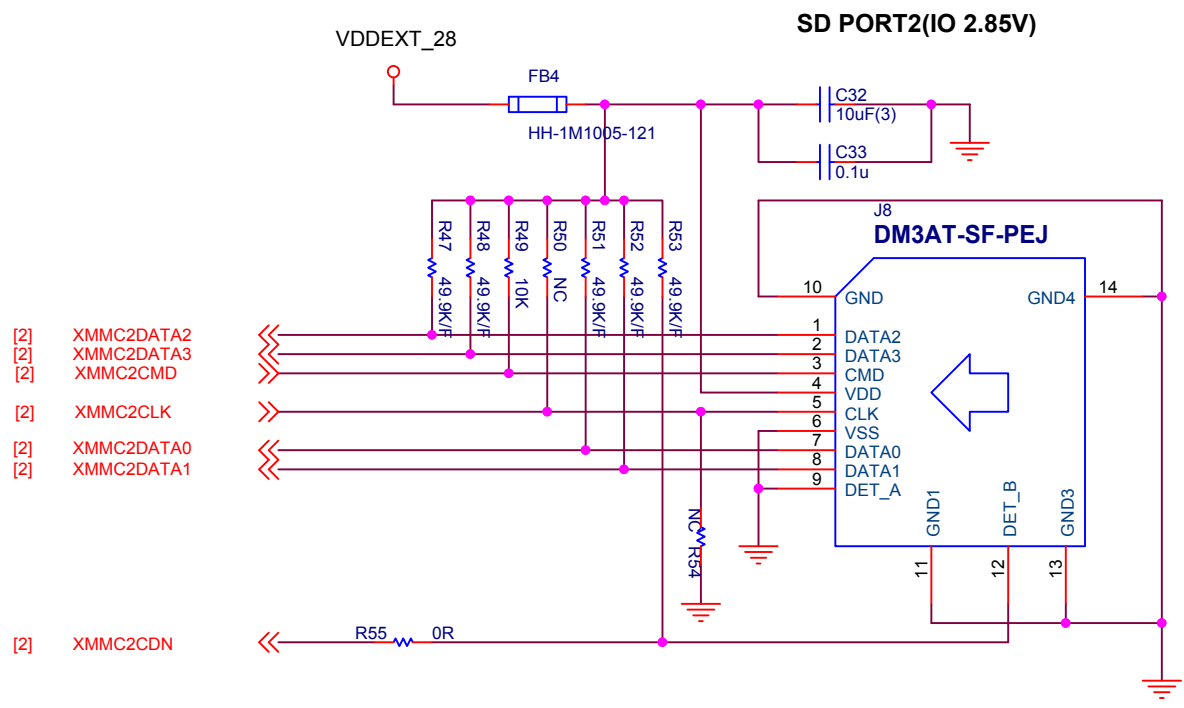 SD PORT2(IO 2.85V)
VDDEXT_28
FB4
HH-1M1005-121
C32
10uF(3)
C33
0.1u
R47
49.9K/F
R48
49.9K/F
R49
10K
R50
NC
R51
49.9K/F
R52
49.9K/F
R53
49.9K/F
J8
DM3AT-SF-PEJ
10 GND
GND4 14
[2] XMMC2DATA2
1 DATA2
[2] XMMC2DATA3
2 DATA3
[2] XMMC2CMD
3 CMD
4 VDD
[2] XMMC2CLK
5 CLK
6 VSS
[2] XMMC2DATA0
7 DATA0
[2] XMMC2DATA1
8 DATA1
9 DET_A
GND1
DET_B
GND3
11
12
13
NC
R54
[2] XMMC2CDN
R55 0R